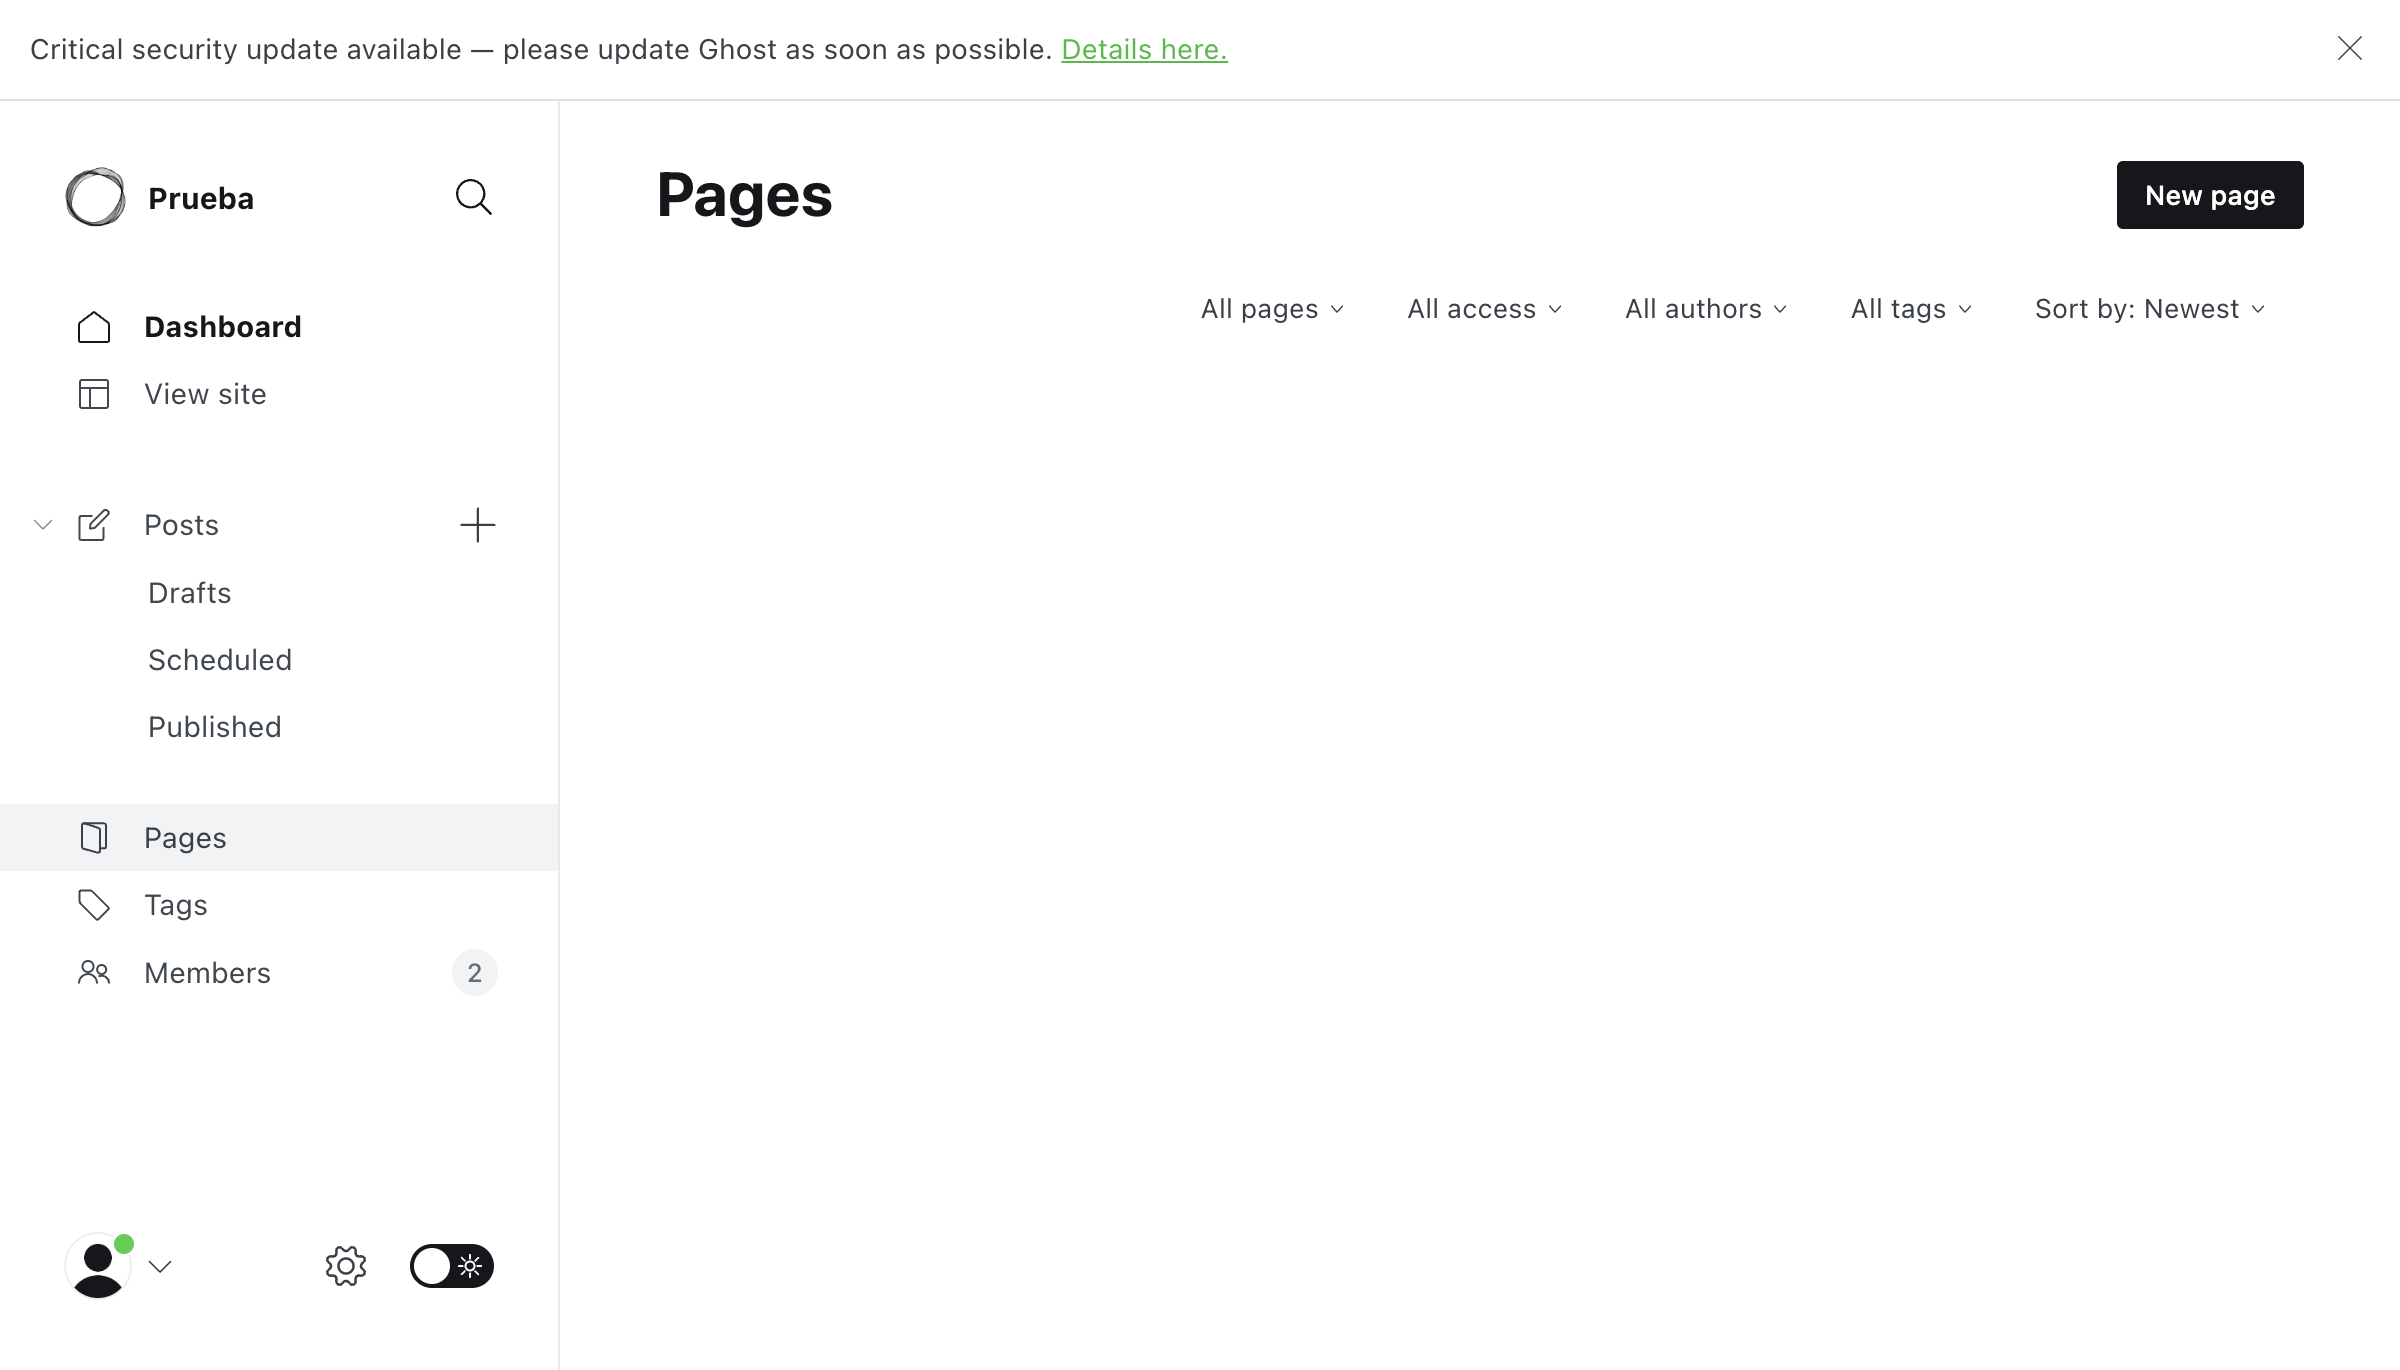 Critical security update available — please update Ghost as soon as possible. Details here.
Prueba
Dashboard
View site
Posts
Drafts
Scheduled
Published
Pages
Tags
Members 2
Pages
New page
All pages All access All authors All tags Sort by: Newest